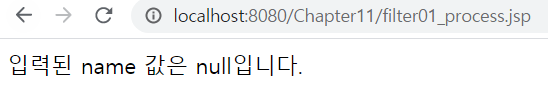 localhost:8080/Chapter11/filter01_process.jsp
입력된 name 값은 null입니다.